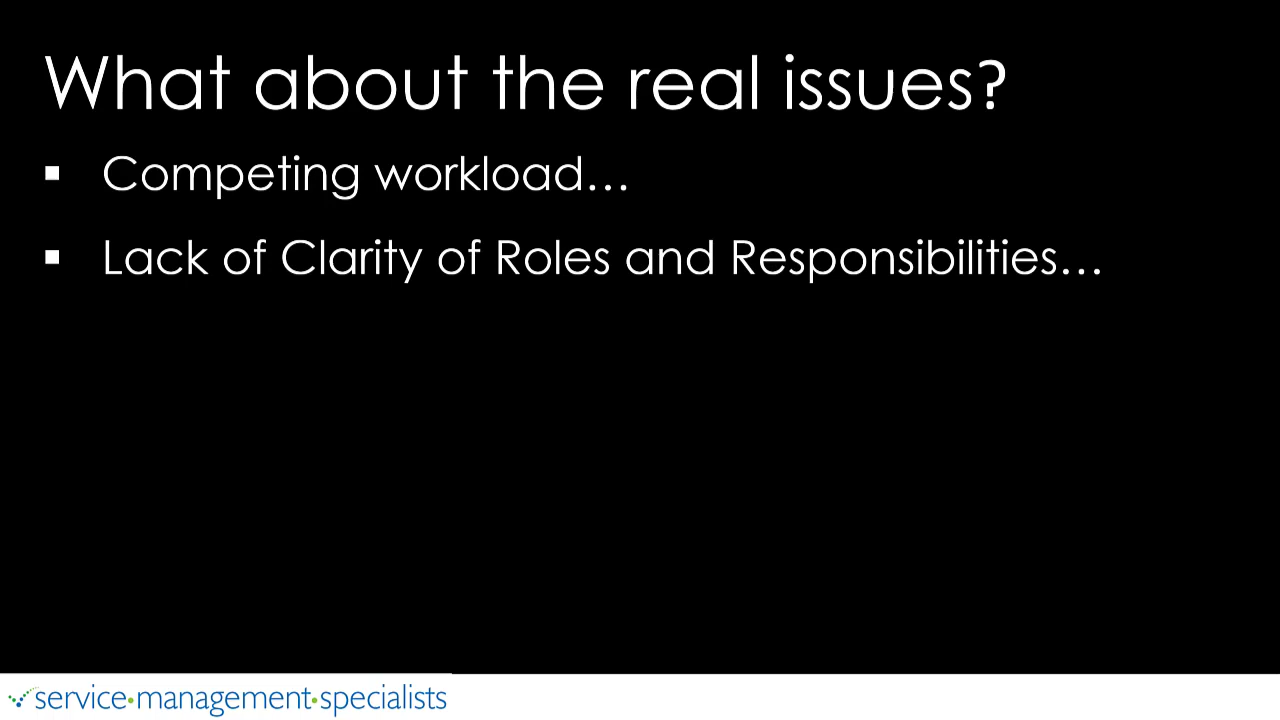 What about the real issues?
▪ Competing workload…
▪ Lack of Clarity of Roles and Responsibilities…
service•management•specialists